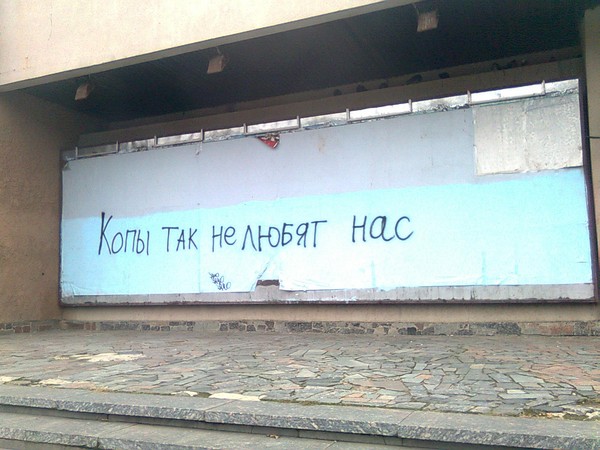 Копы так не любят нас